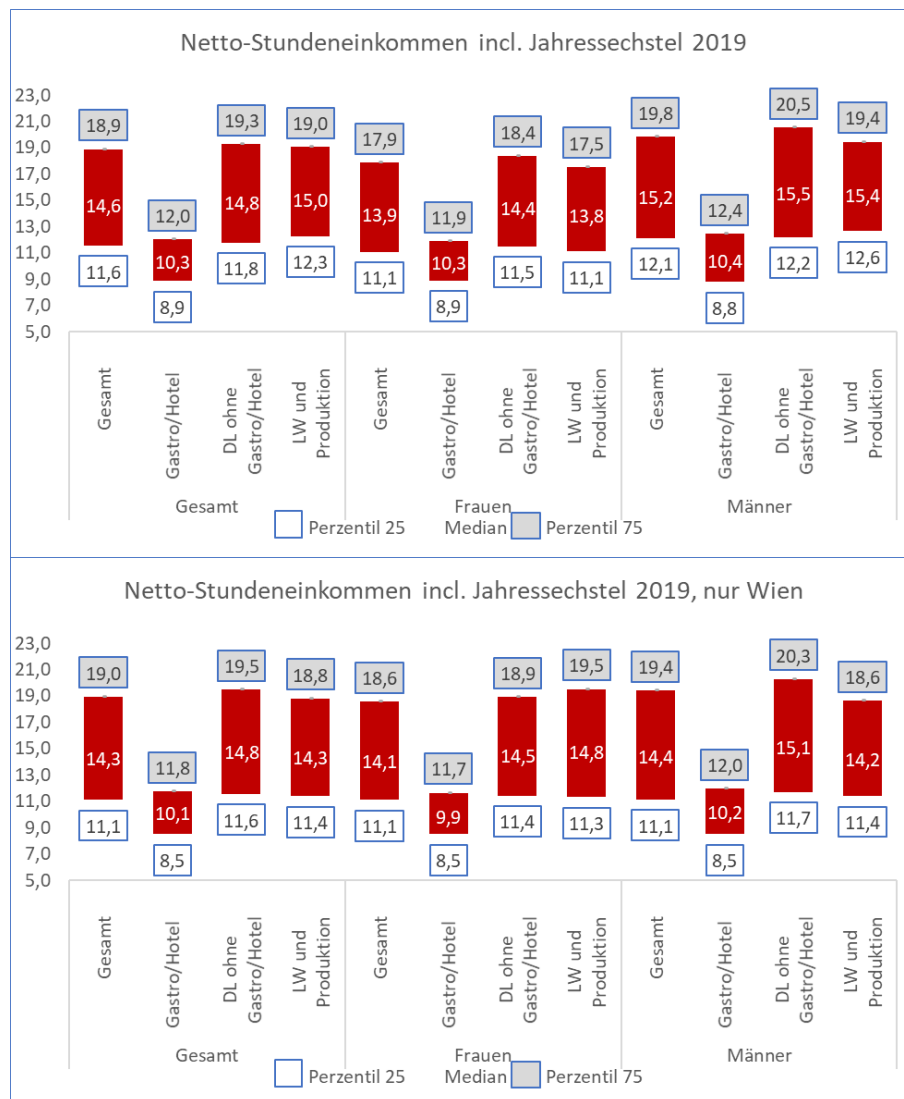 Netto-Stundeneinkommen incl. Jahressechstel 2019
23,0
21,0
19,0
17,0
15,0
13,0
11,0
9,0
7,0
5,0
18,9 12,0 19,3 19,0 17,9 11,9 18,4 17,5 19,8 12,4 20,5 19,4
14,6 10,3 14,8 15,0 13,9 10,3 14,4 13,8 15,2 10,4 15,5 15,4
11,6 8,9 11,8 12,3 11,1 8,9 11,5 11,1 12,1 8,8 12,2 12,6
Gesamt
Gastro/Hotel
DL ohne
Gastro/Hotel
LW und
Produktion
Gesamt
Gastro/Hotel
DL ohne
Gastro/Hotel
LW und
Produktion
Gesamt
Gastro/Hotel
DL ohne
Gastro/Hotel
LW und
Produktion
Gesamt Frauen Männer
Perzentil 25 Median Perzentil 75
Netto-Stundeneinkommen incl. Jahressechstel 2019, nur Wien
23,0
21,0
19,0
17,0
15,0
13,0
11,0
9,0
7,0
5,0
19,0 11,8 19,5 18,8 18,6 11,7 18,9 19,5 19,4 12,0 20,3 18,6
14,3 10,1 14,8 14,3 14,1 9,9 14,5 14,8 14,4 10,2 15,1 14,2
11,1 8,5 11,6 11,4 11,1 8,5 11,4 11,3 11,1 8,5 11,7 11,4
Gesamt
Gastro/Hotel
DL ohne
Gastro/Hotel
LW und
Produktion
Gesamt
Gastro/Hotel
DL ohne
Gastro/Hotel
LW und
Produktion
Gesamt
Gastro/Hotel
DL ohne
Gastro/Hotel
LW und
Produktion
Gesamt Frauen Männer
Perzentil 25 Median Perzentil 75